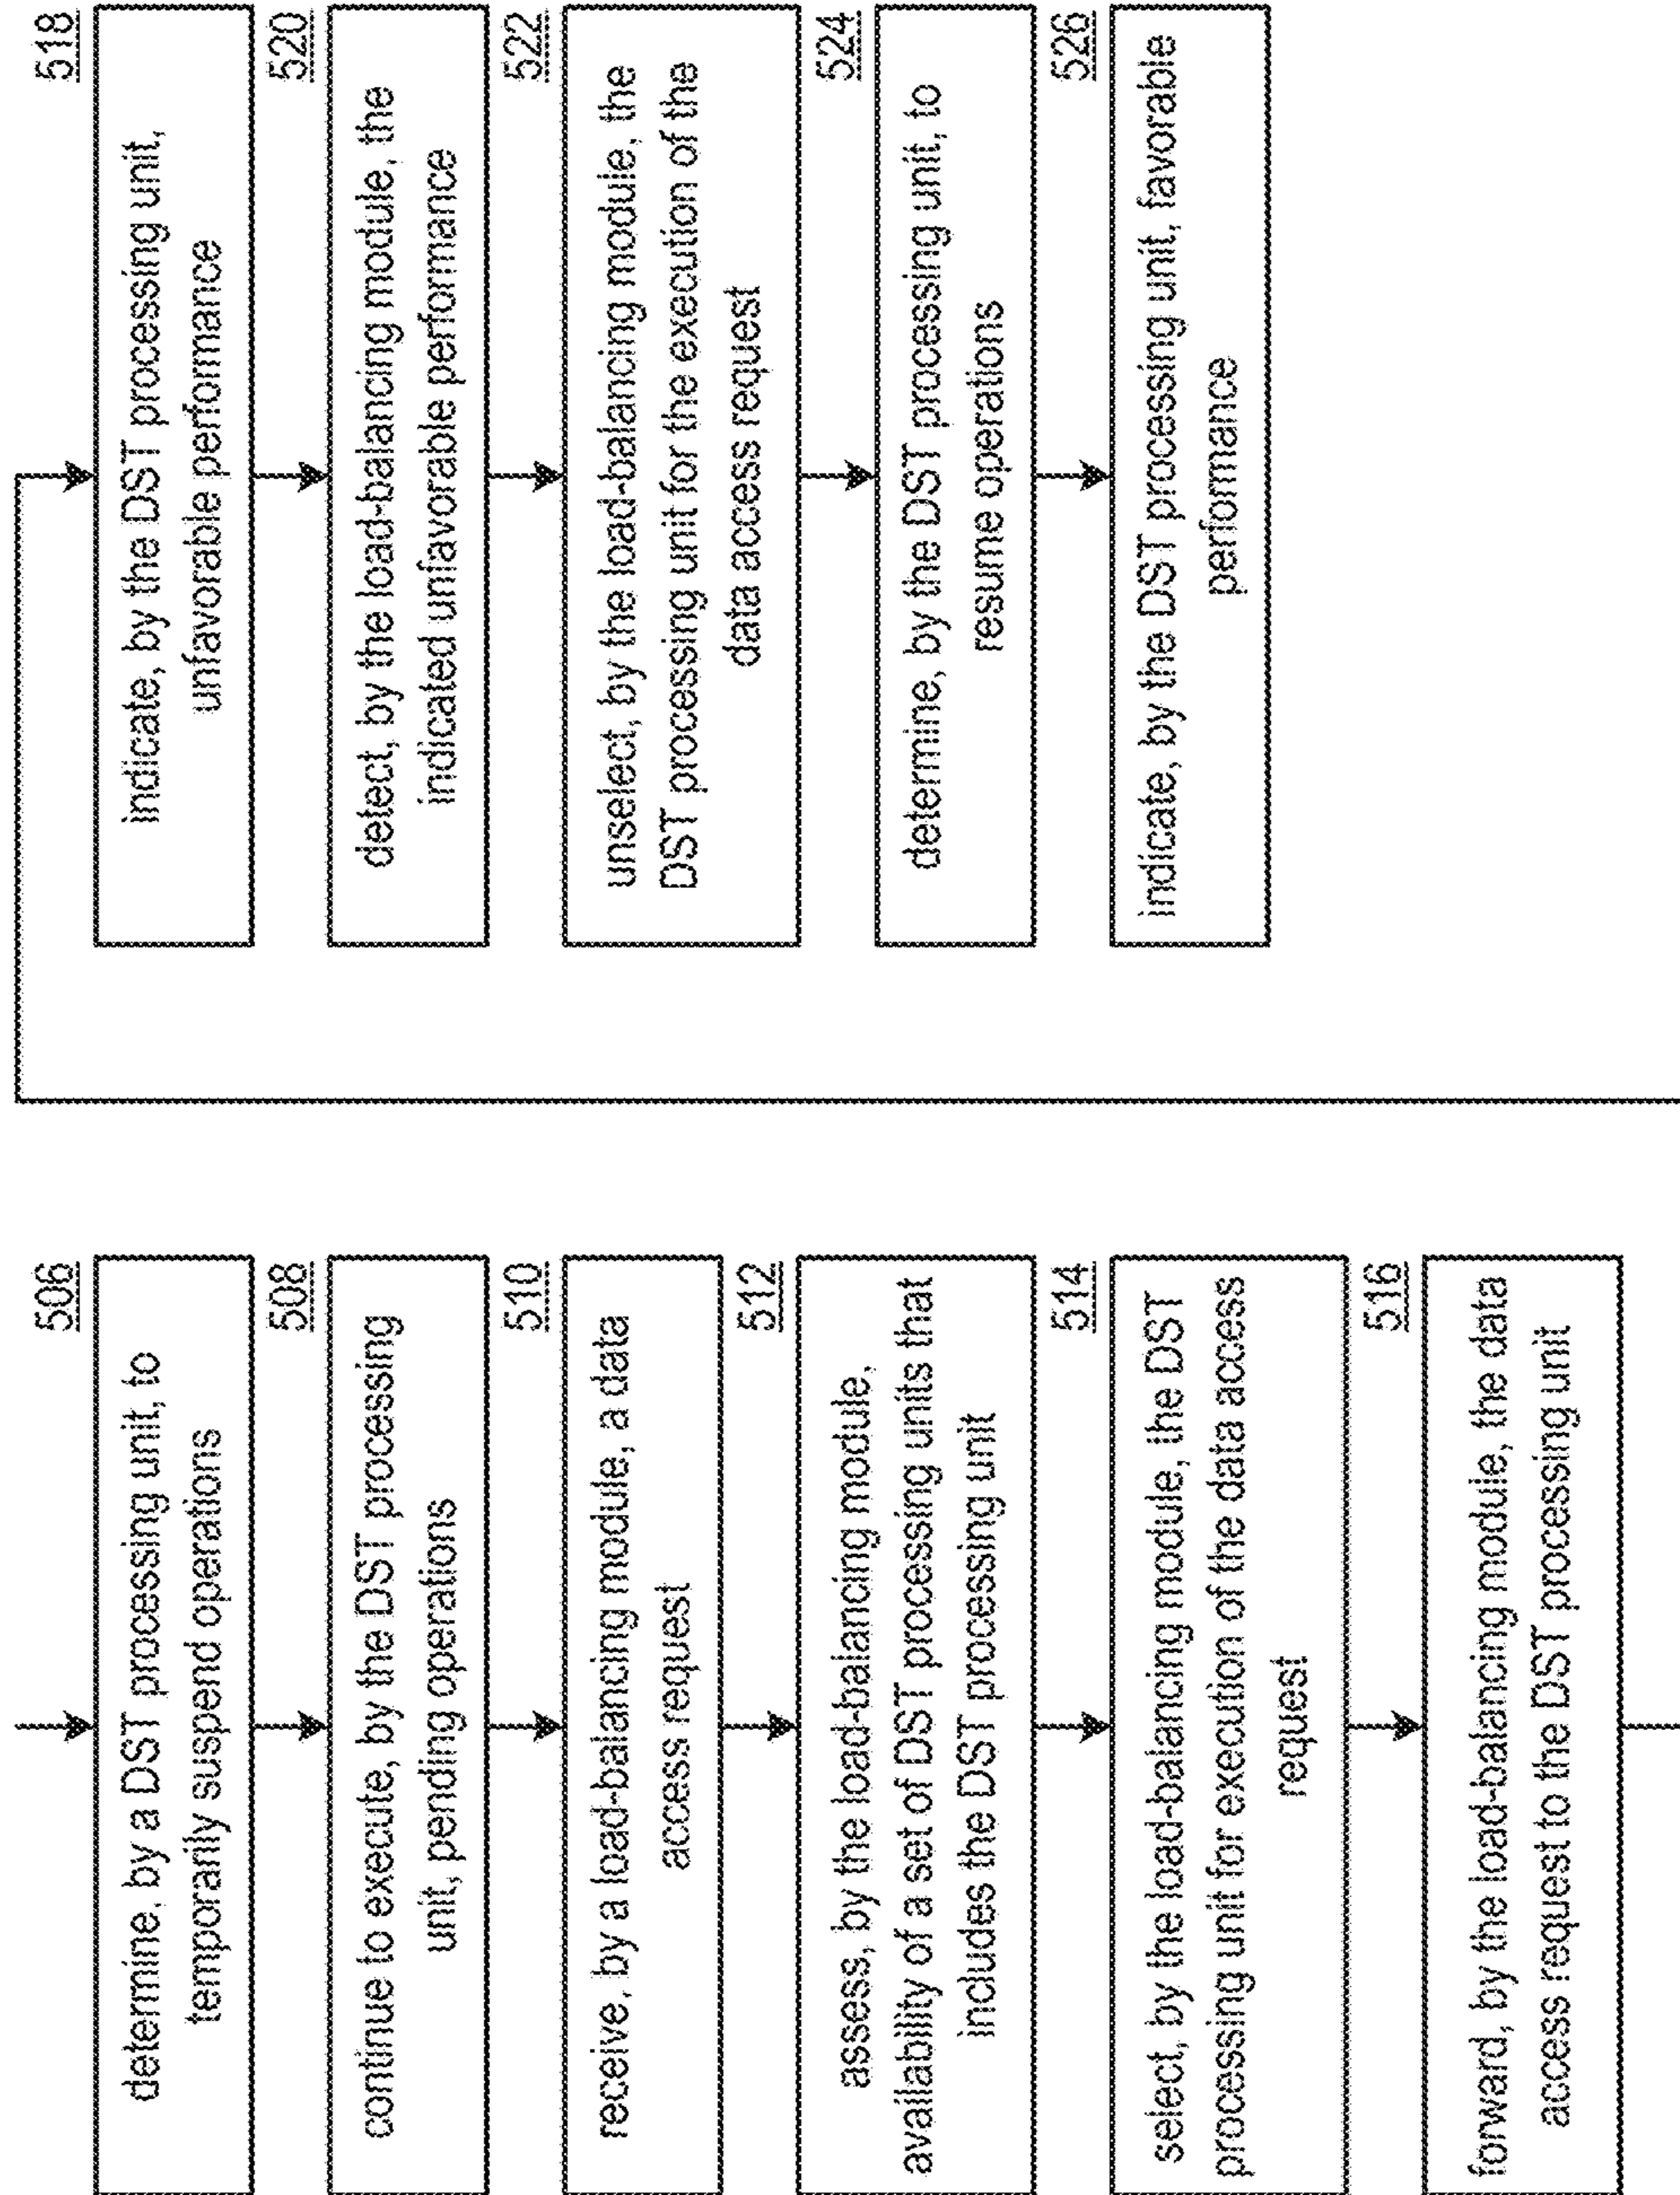 506
determine, by a DST processing unit, to
temporarily suspend operations
508
continue to execute, by the DST processing
unit, pending operations
510
receive, by a load-balancing module, a data
access request
512
assess, by the load-balancing module,
availability of a set of DST processing units that
includes the DST processing unit
514
select, by the load-balancing module, the DST
processing unit for execution of the data access
request
516
forward, by the load-balancing module, the data
access request to the DST processing unit
518
indicate, by the DST processing unit,
unfavorable performance
520
detect, by the load-balancing module, the
indicated unfavorable performance
522
unselect, by the load-balancing module, the
DST processing unit for the execution of the
data access request
524
determine, by the DST processing unit, to
resume operations
526
indicate, by the DST processing unit, favorable
performance